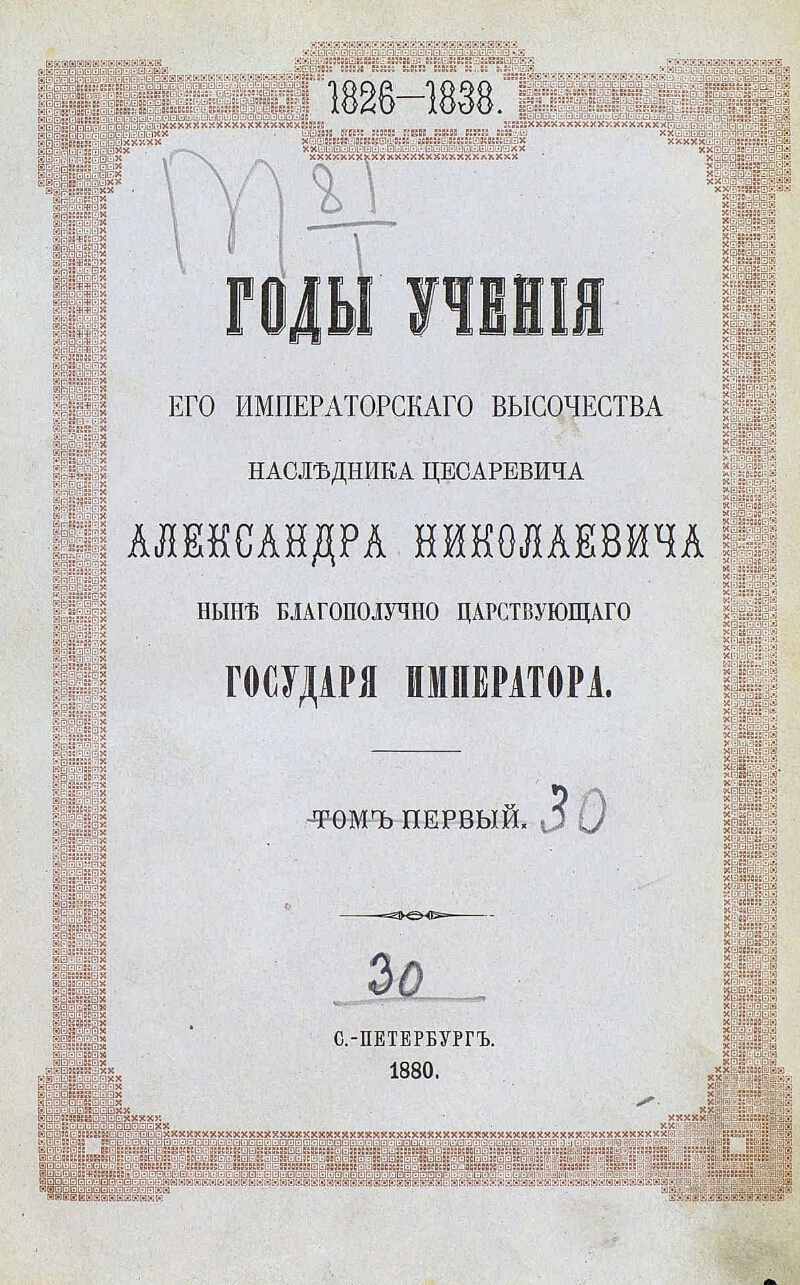 1826—1838.
81
1
ГОДЫ УЧЕНІЯ
ЕГО ИМПЕРАТОРСКАГО ВЫСОЧЕСТВА
НАСЛѢДНИКА ЦЕСАРЕВИЧА
АЛЕКСАНДРА НИКОЛАЕВИЧА
НЫНѢ БЛАГОПОЛУЧНО ЦАРСТВУЮЩАГО
ГОСУДАРЯ ИМПЕРАТОРА.
ТОМЪ ПЕРВЫЙ. 30
30
С.-ПЕТЕРБУРГЪ.
1880.